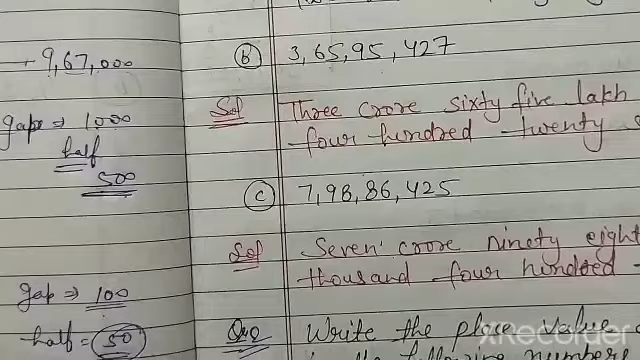 → 9,67,000
gap ⇒ 1000
half
500
gap ⇒ 100
half = 50
(B) 3,65,95,427
Sol Three crore sixty five lakh
four hundred twenty
(C) 7,98,86,425
Sol Seven crore ninety eight
thousand four hundred
Que Write the place value
following numbers
XRecorder